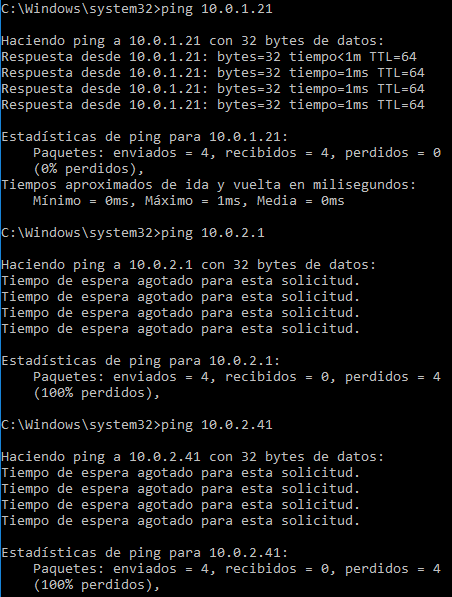 C:\Windows\system32>ping 10.0.1.21
Haciendo ping a 10.0.1.21 con 32 bytes de datos:
Respuesta desde 10.0.1.21: bytes=32 tiempo<1m TTL=64
Respuesta desde 10.0.1.21: bytes=32 tiempo=1ms TTL=64
Respuesta desde 10.0.1.21: bytes=32 tiempo=1ms TTL=64
Respuesta desde 10.0.1.21: bytes=32 tiempo=1ms TTL=64
Estadísticas de ping para 10.0.1.21:
Paquetes: enviados = 4, recibidos = 4, perdidos = 0
(0% perdidos),
Tiempos aproximados de ida y vuelta en milisegundos:
Mínimo = 0ms, Máximo = 1ms, Media = 0ms
C:\Windows\system32>ping 10.0.2.1
Haciendo ping a 10.0.2.1 con 32 bytes de datos:
Tiempo de espera agotado para esta solicitud.
Tiempo de espera agotado para esta solicitud.
Tiempo de espera agotado para esta solicitud.
Tiempo de espera agotado para esta solicitud.
Estadísticas de ping para 10.0.2.1:
Paquetes: enviados = 4, recibidos = 0, perdidos = 4
(100% perdidos),
C:\Windows\system32>ping 10.0.2.41
Haciendo ping a 10.0.2.41 con 32 bytes de datos:
Tiempo de espera agotado para esta solicitud.
Tiempo de espera agotado para esta solicitud.
Tiempo de espera agotado para esta solicitud.
Tiempo de espera agotado para esta solicitud.
Estadísticas de ping para 10.0.2.41:
Paquetes: enviados = 4, recibidos = 0, perdidos = 4
(100% perdidos),